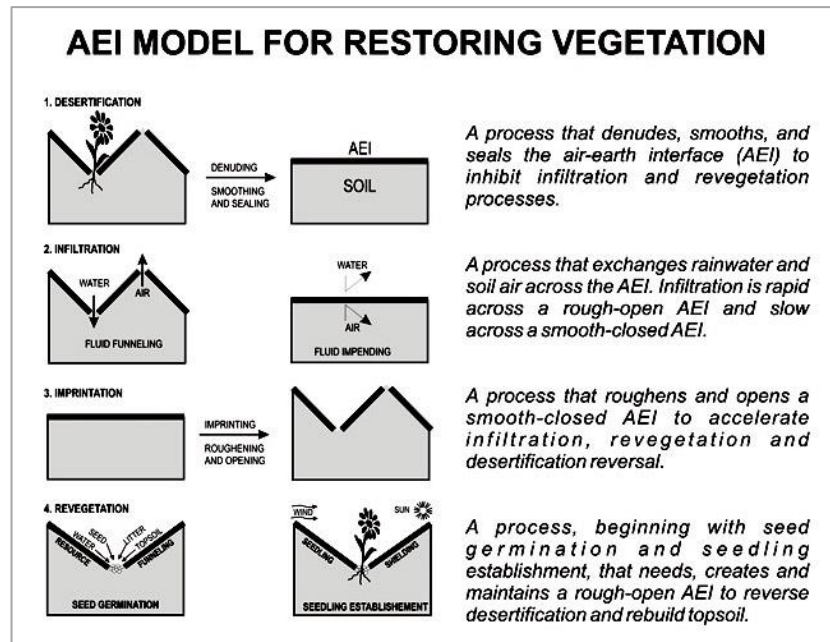 AEI MODEL FOR RESTORING VEGETATION
1. DESERTIFICATION
DENUDING
SMOOTHING
AND SEALING
AEI
SOIL
A process that denudes, smooths, and
seals the air-earth interface (AEI) to
inhibit infiltration and revegetation
processes.
2. INFILTRATION
WATER
AIR
FLUID FUNNELING
WATER
AIR
FLUID IMPENDING
A process that exchanges rainwater and
soil air across the AEI. Infiltration is rapid
across a rough-open AEI and slow
across a smooth-closed AEI.
3. IMPRINTATION
IMPRINTING
ROUGHENING
AND OPENING
A process that roughens and opens a
smooth-closed AEI to accelerate
infiltration, revegetation and
desertification reversal.
4. REVEGETATION
RESOURCE
WATER
SEED
LITTER
TOPSOIL
FUNNELING
SEED GERMINATION
WIND
SUN
SEEDLING
SHIELDING
SEEDLING ESTABLISHEMENT
A process, beginning with seed
germination and seedling
establishment, that needs, creates and
maintains a rough-open AEI to reverse
desertification and rebuild topsoil.